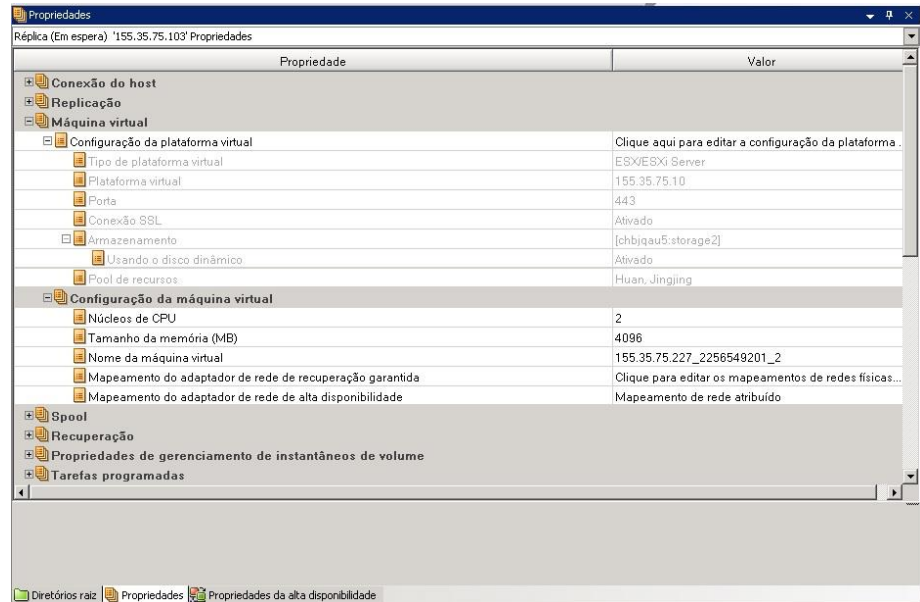 Propriedades
Réplica (Em espera) '155.35.75.103' Propriedades
Propriedade Valor
Conexão do host
Replicação
Máquina virtual
Configuração da plataforma virtual Clique aqui para editar a configuração da plataforma .
Tipo de plataforma virtual ESX/ESXi Server
Plataforma virtual 155.35.75.10
Porta 443
Conexão SSL Ativado
Armazenamento [chbjqau5:storage2]
Usando o disco dinâmico Ativado
Pool de recursos Huan, Jingjing
Configuração da máquina virtual
Núcleos de CPU 2
Tamanho da memória (MB) 4096
Nome da máquina virtual 155.35.75.227_2256549201_2
Mapeamento do adaptador de rede de recuperação garantida Clique para editar os mapeamentos de redes físicas...
Mapeamento do adaptador de rede de alta disponibilidade Mapeamento de rede atribuído
Spool
Recuperação
Propriedades de gerenciamento de instantâneos de volume
Tarefas programadas
Diretórios raiz Propriedades Propriedades da alta disponibilidade